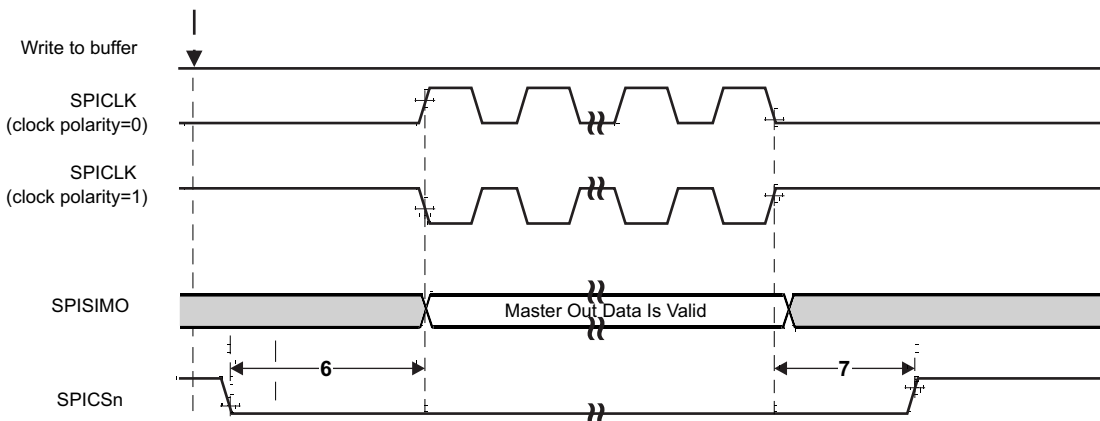 Write to buffer
SPICLK
(clock polarity=0)
SPICLK
(clock polarity=1)
SPISIMO
Master Out Data Is Valid
6
7
SPICSn